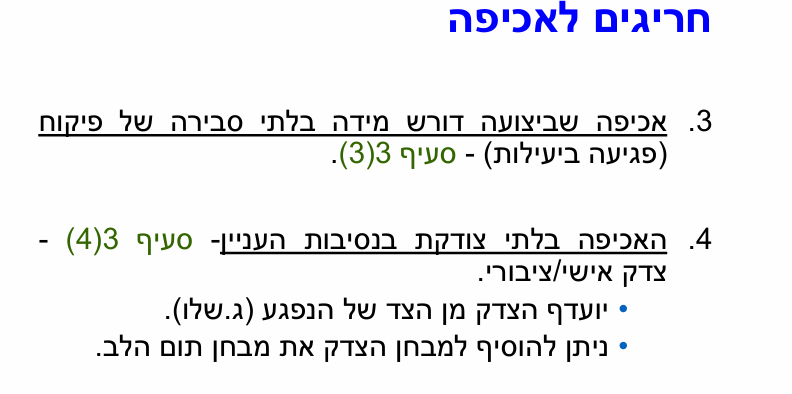 חריגים לאכיפה
3. אכיפה שביצועה דורש מידה בלתי סבירה של פיקוח
(פגיעה ביעילות) - סעיף 3(3).
4. האכיפה בלתי צודקת בנסיבות העניין- סעיף 3(4) -
צדק אישי/ציבורי.
• יועדף הצדק מן הצד של הנפגע (ג.שלו).
• ניתן להוסיף למבחן הצדק את מבחן תום הלב.